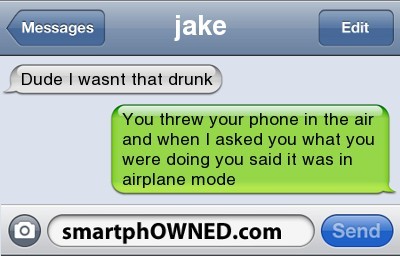 Messages
jake
Edit
Dude I wasnt that drunk
You threw your phone in the air
and when I asked you what you
were doing you said it was in
airplane mode
smartphOWNED.com
Send